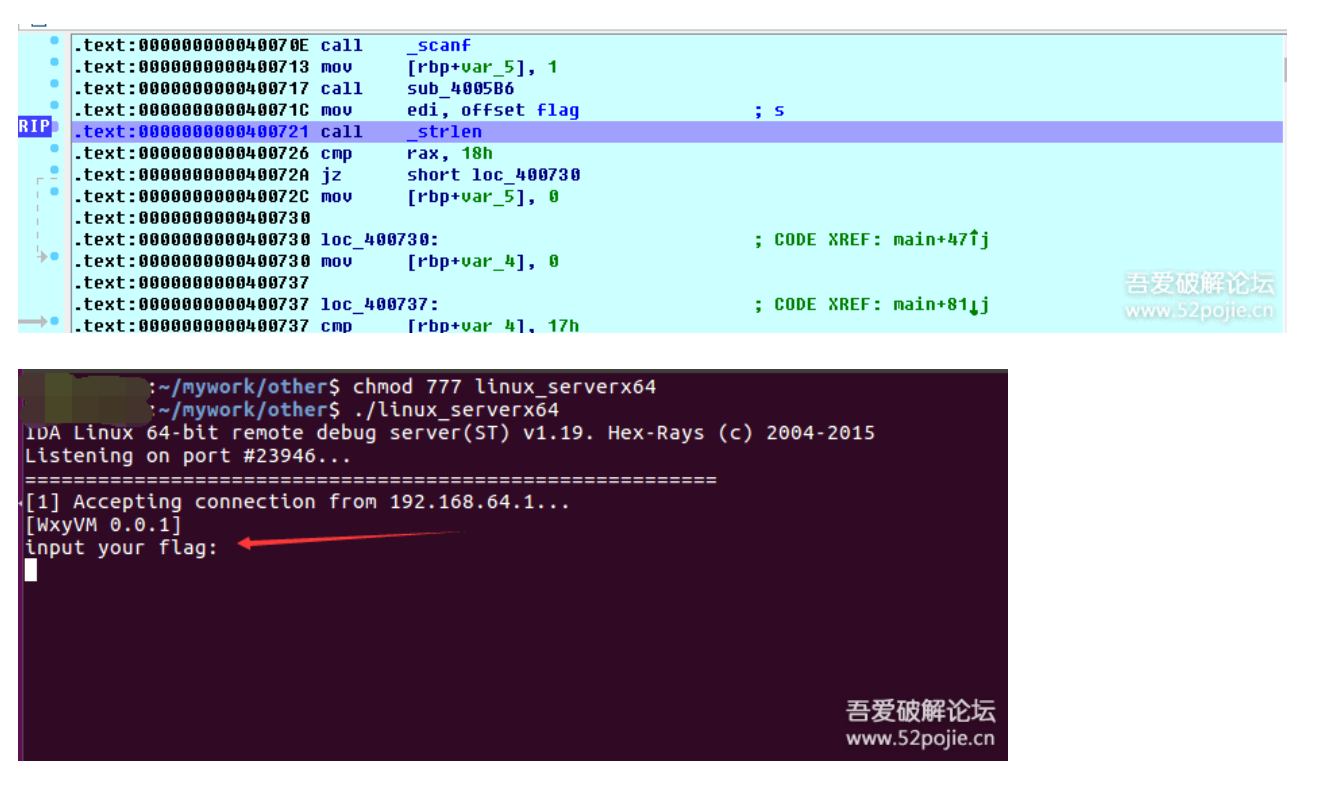 .text:000000000040070E call _scanf
.text:0000000000400713 mov [rbp+var_5], 1
.text:0000000000400717 call sub_4005B6
.text:000000000040071C mov edi, offset flag ; s
RIP .text:0000000000400721 call _strlen
.text:0000000000400726 cmp rax, 18h
.text:000000000040072A jz short loc_400730
.text:000000000040072C mov [rbp+var_5], 0
.text:0000000000400730
.text:0000000000400730 loc_400730: ; CODE XREF: main+47↑j
.text:0000000000400730 mov [rbp+var_4], 0
.text:0000000000400737
.text:0000000000400737 loc_400737: ; CODE XREF: main+81↓j
.text:0000000000400737 cmp [rbp+var_4], 17h
吾爱破解论坛
www.52pojie.cn
:~/mywork/other$ chmod 777 linux_serverx64
:~/mywork/other$ ./linux_serverx64
IDA Linux 64-bit remote debug server(ST) v1.19. Hex-Rays (c) 2004-2015
Listening on port #23946...
=========================================================
[1] Accepting connection from 192.168.64.1...
[WxyVM 0.0.1]
input your flag:
吾爱破解论坛
www.52pojie.cn